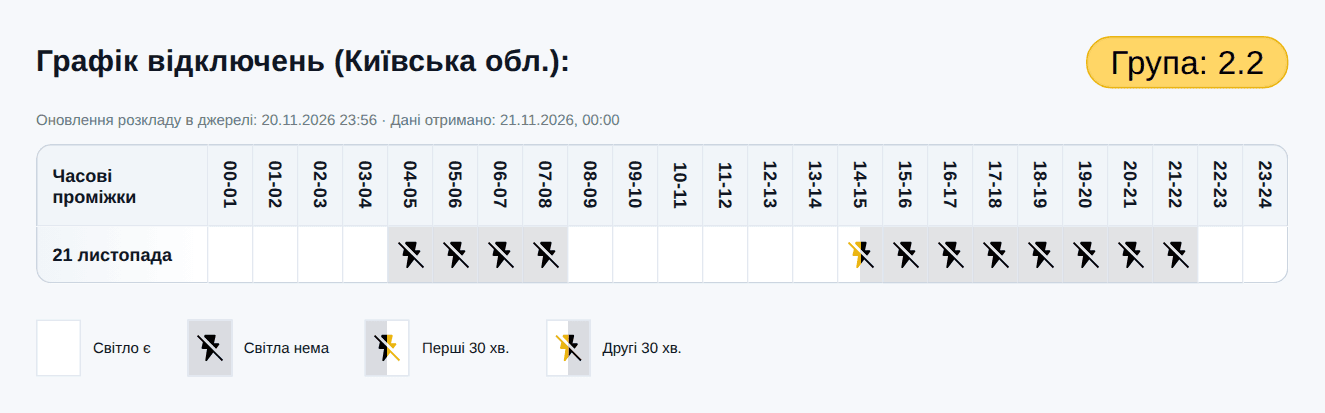 Графік відключень (Київська обл.):
Група: 2.2
Оновлення розкладу в джерелі: 20.11.2026 23:56 · Дані отримано: 21.11.2026, 00:00
Часові
проміжки
00-01
01-02
02-03
03-04
04-05
05-06
06-07
07-08
08-09
09-10
10-11
11-12
12-13
13-14
14-15
15-16
16-17
17-18
18-19
19-20
20-21
21-22
22-23
23-24
21 листопада
Світло є
Світла нема
Перші 30 хв.
Другі 30 хв.